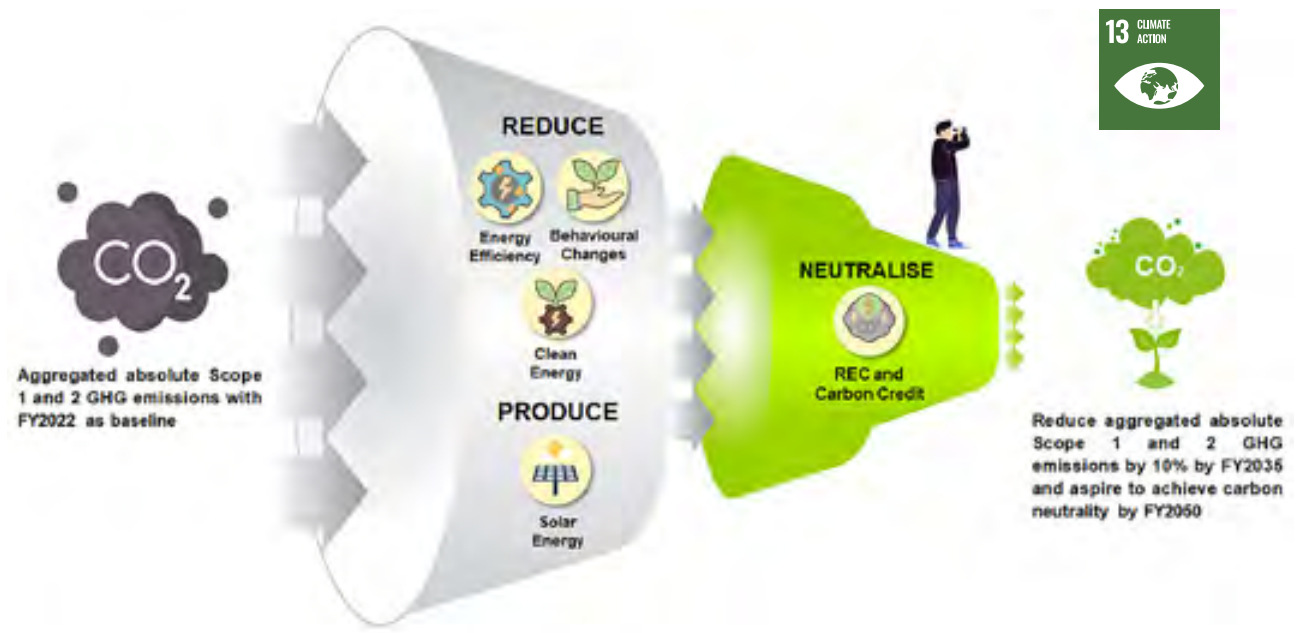 13 CLIMATE
ACTION
CO2
Aggregated absolute Scope
1 and 2 GHG emissions with
FY2022 as baseline
REDUCE
Energy
Efficiency
Behavioural
Changes
Clean
Energy
PRODUCE
Solar
Energy
NEUTRALISE
REC and
Carbon Credit
CO2
Reduce aggregated absolute
Scope 1 and 2 GHG
emissions by 10% by FY2035
and aspire to achieve carbon
neutrality by FY2050